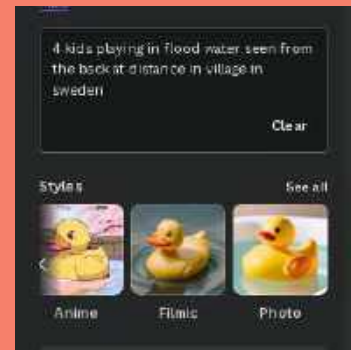 4 kids playing in flood water seen from
the back at distance in village in
sweden
Clear
Styles
See all
Anime
Filmic
Photo